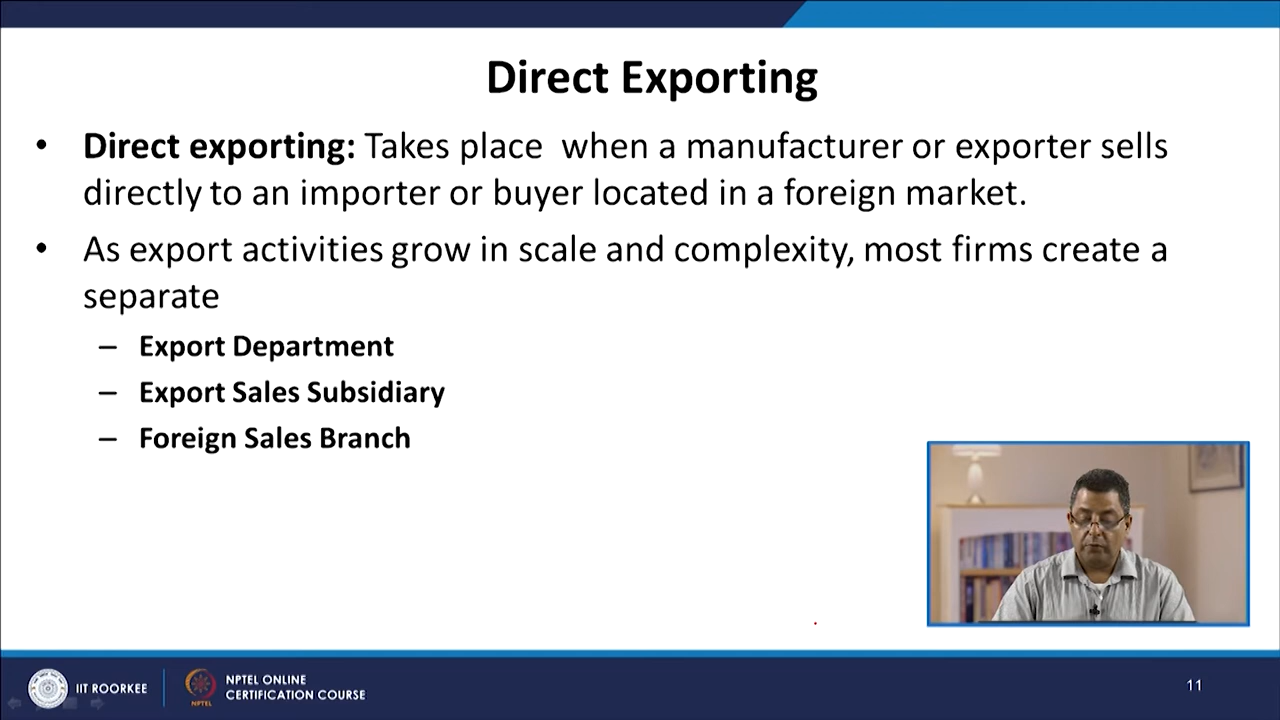 Direct Exporting
• Direct exporting: Takes place when a manufacturer or exporter sells
directly to an importer or buyer located in a foreign market.
• As export activities grow in scale and complexity, most firms create a
separate
– Export Department
– Export Sales Subsidiary
– Foreign Sales Branch
IIT ROORKEE
NPTEL
NPTEL ONLINE
CERTIFICATION COURSE
11